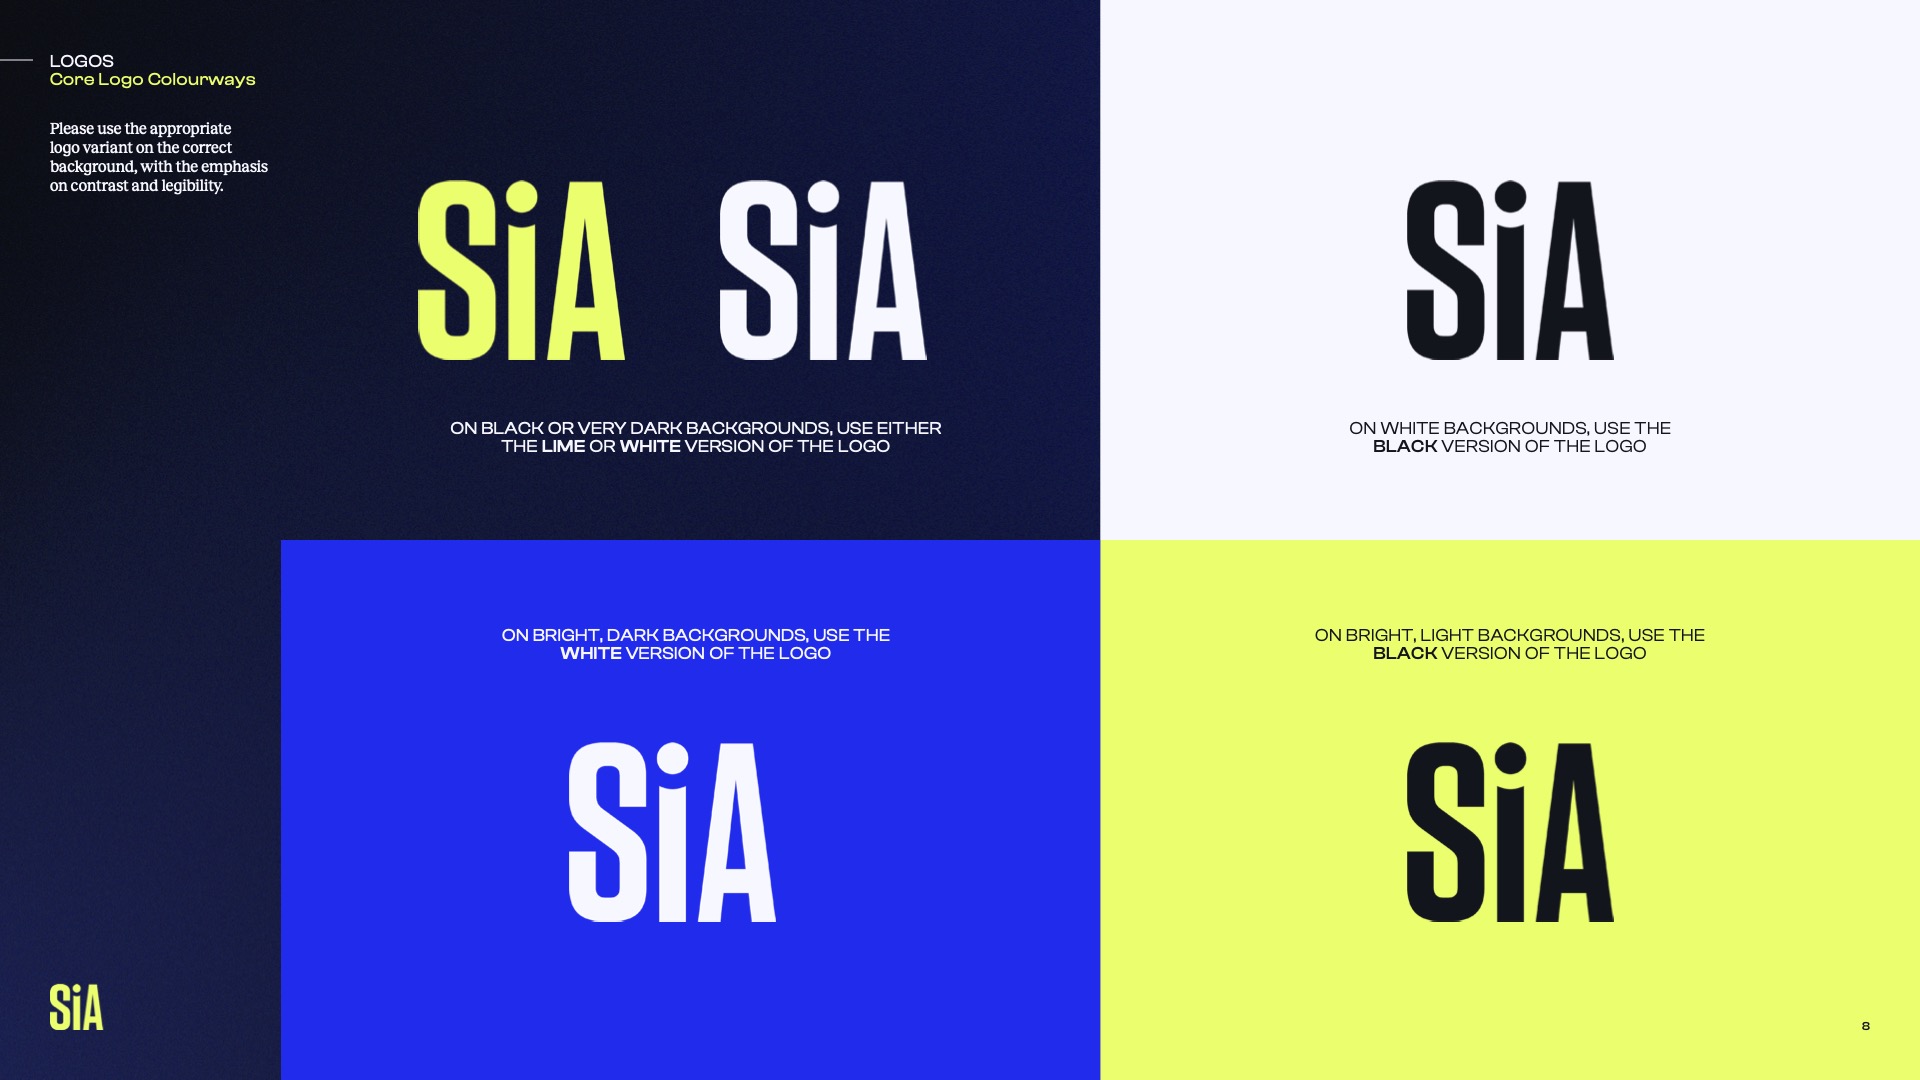 LOGOS
Core Logo Colourways
Please use the appropriate
logo variant on the correct
background, with the emphasis
on contrast and legibility.
SiA SiA
ON BLACK OR VERY DARK BACKGROUNDS, USE EITHER
THE LIME OR WHITE VERSION OF THE LOGO
SiA
ON WHITE BACKGROUNDS, USE THE
BLACK VERSION OF THE LOGO
ON BRIGHT, DARK BACKGROUNDS, USE THE
WHITE VERSION OF THE LOGO
SiA
ON BRIGHT, LIGHT BACKGROUNDS, USE THE
BLACK VERSION OF THE LOGO
SiA
SiA
8